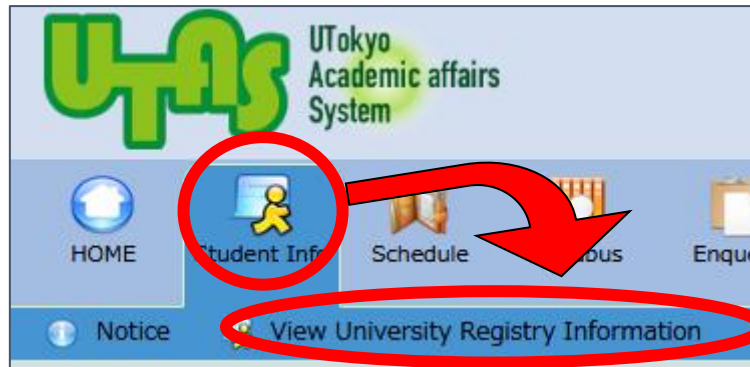 UTAS
UTokyo
Academic affairs
System
HOME
Student Info
Schedule
Notice
View University Registry Information